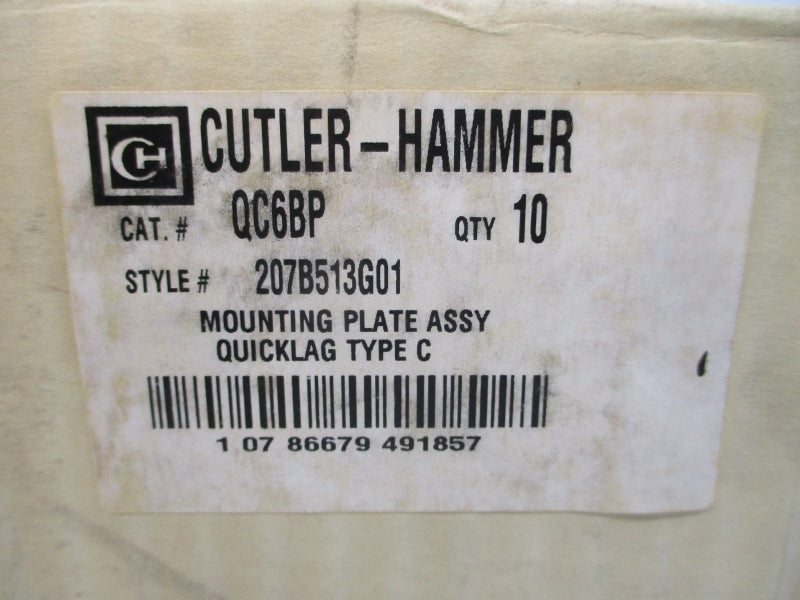 CH CUTLER-HAMMER
CAT. # QC6BP QTY 10
STYLE # 207B513G01
MOUNTING PLATE ASSY
QUICKLAG TYPE C
1 07 86679 491857